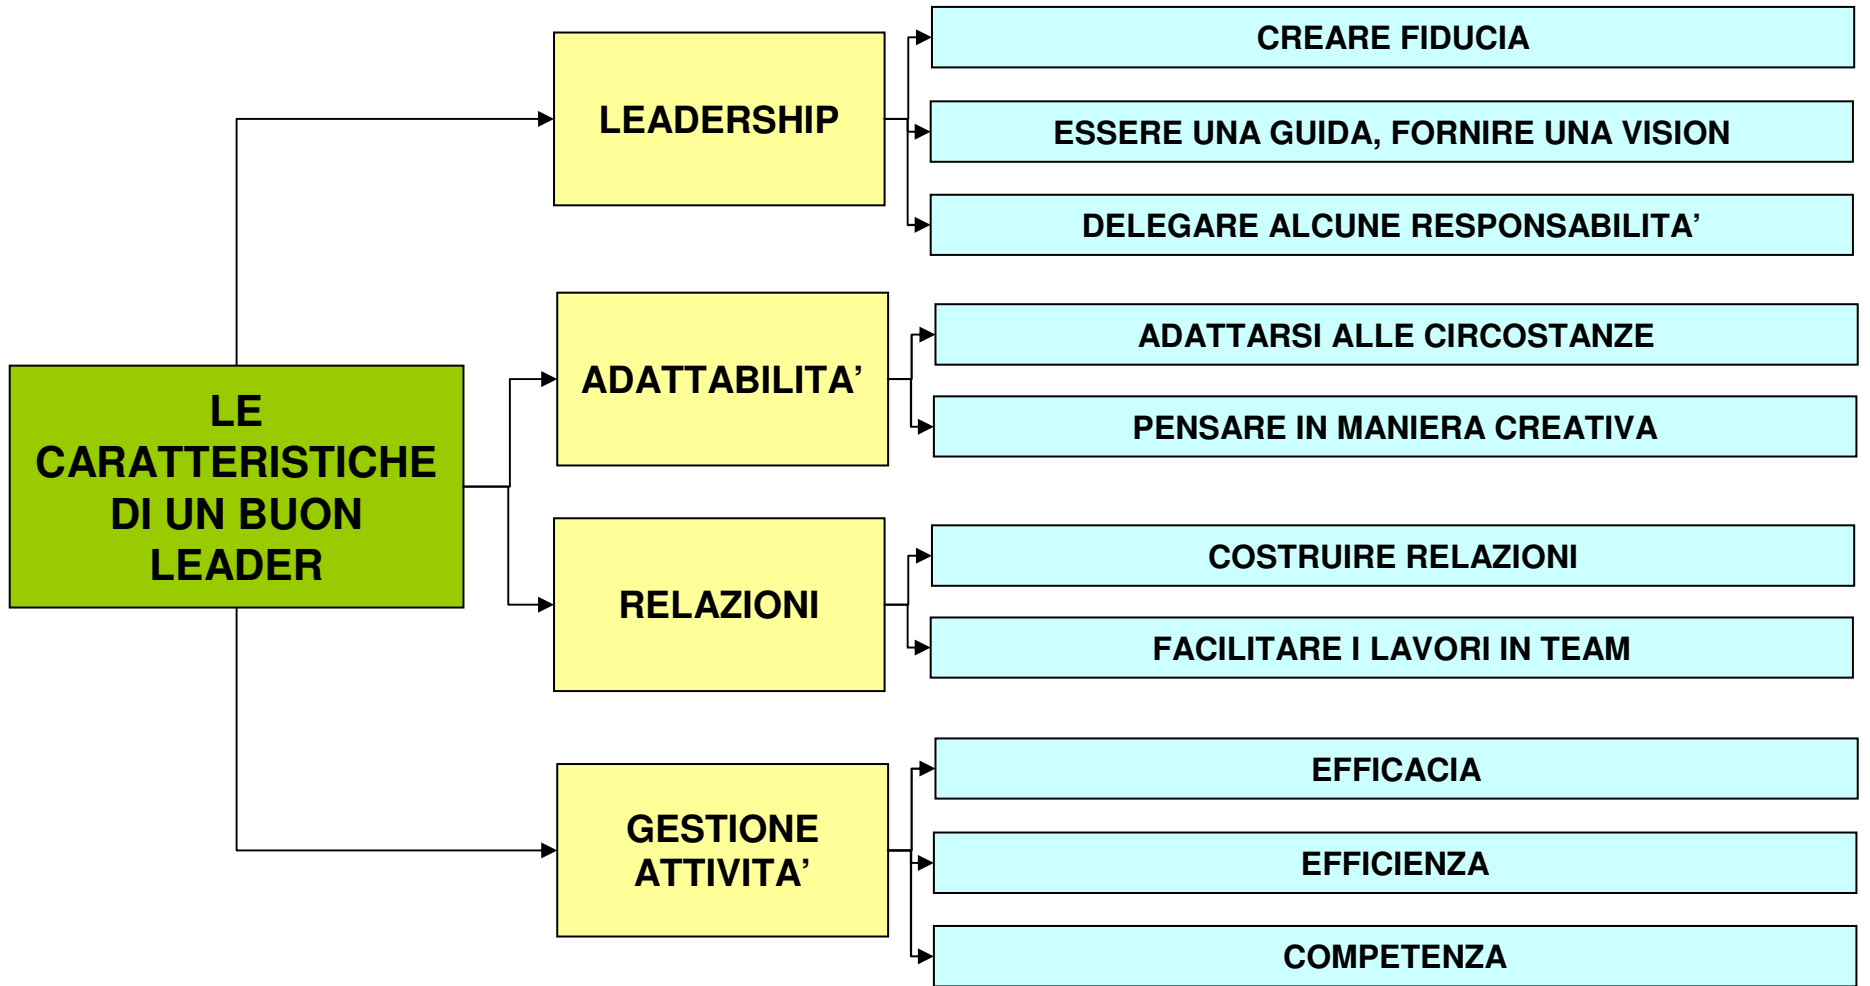 LE
CARATTERISTICHE
DI UN BUON
LEADER
LEADERSHIP
CREARE FIDUCIA
ESSERE UNA GUIDA, FORNIRE UNA VISION
DELEGARE ALCUNE RESPONSABILITA’
ADATTABILITA’
ADATTARSI ALLE CIRCOSTANZE
PENSARE IN MANIERA CREATIVA
RELAZIONI
COSTRUIRE RELAZIONI
FACILITARE I LAVORI IN TEAM
GESTIONE
ATTIVITA’
EFFICACIA
EFFICIENZA
COMPETENZA